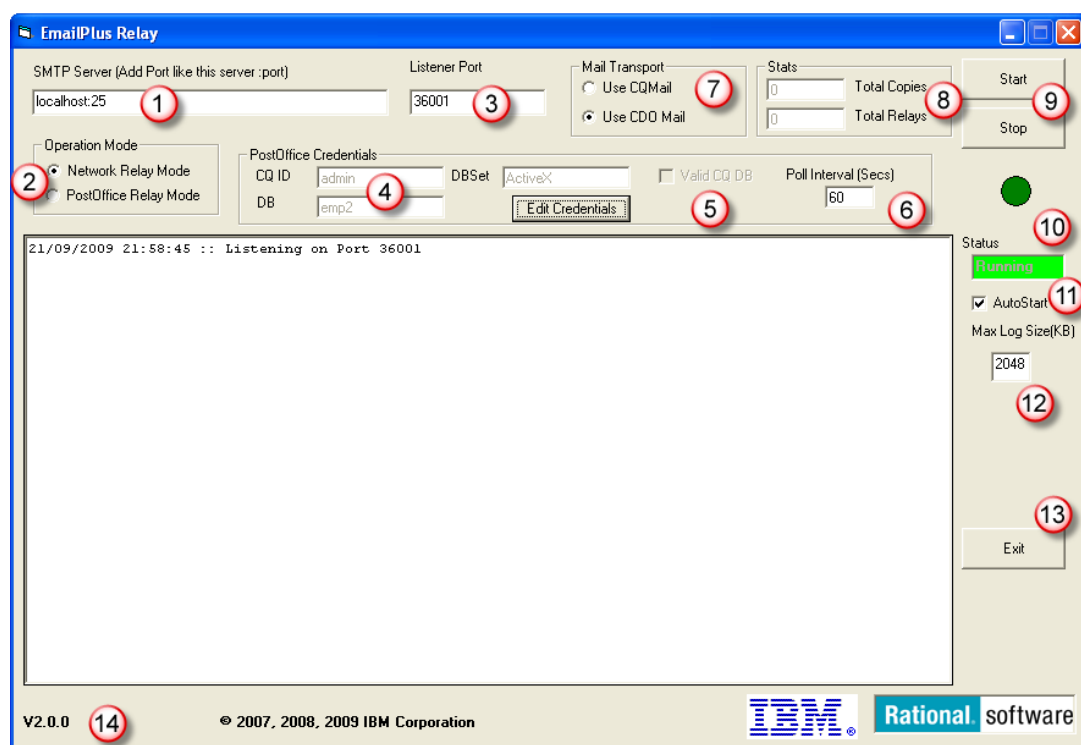 EmailPlus Relay
SMTP Server (Add Port like this server :port)
localhost:25
1
Listener Port
36001
3
Mail Transport
Use CQMail
Use CDO Mail
7
Stats
0 Total Copies
0 Total Relays
8
Start
Stop
9
Operation Mode
Network Relay Mode
PostOffice Relay Mode
2
PostOffice Credentials
CQ ID admin
DB emp2
4
DBSet ActiveX
Edit Credentials
Valid CQ DB
5
Poll Interval (Secs)
60
6
10
Status
Running
11
AutoStart
Max Log Size(KB)
2048
12
21/09/2009 21:58:45 :: Listening on Port 36001
13
Exit
V2.0.0
14
© 2007, 2008, 2009 IBM Corporation
IBM®
Rational. software